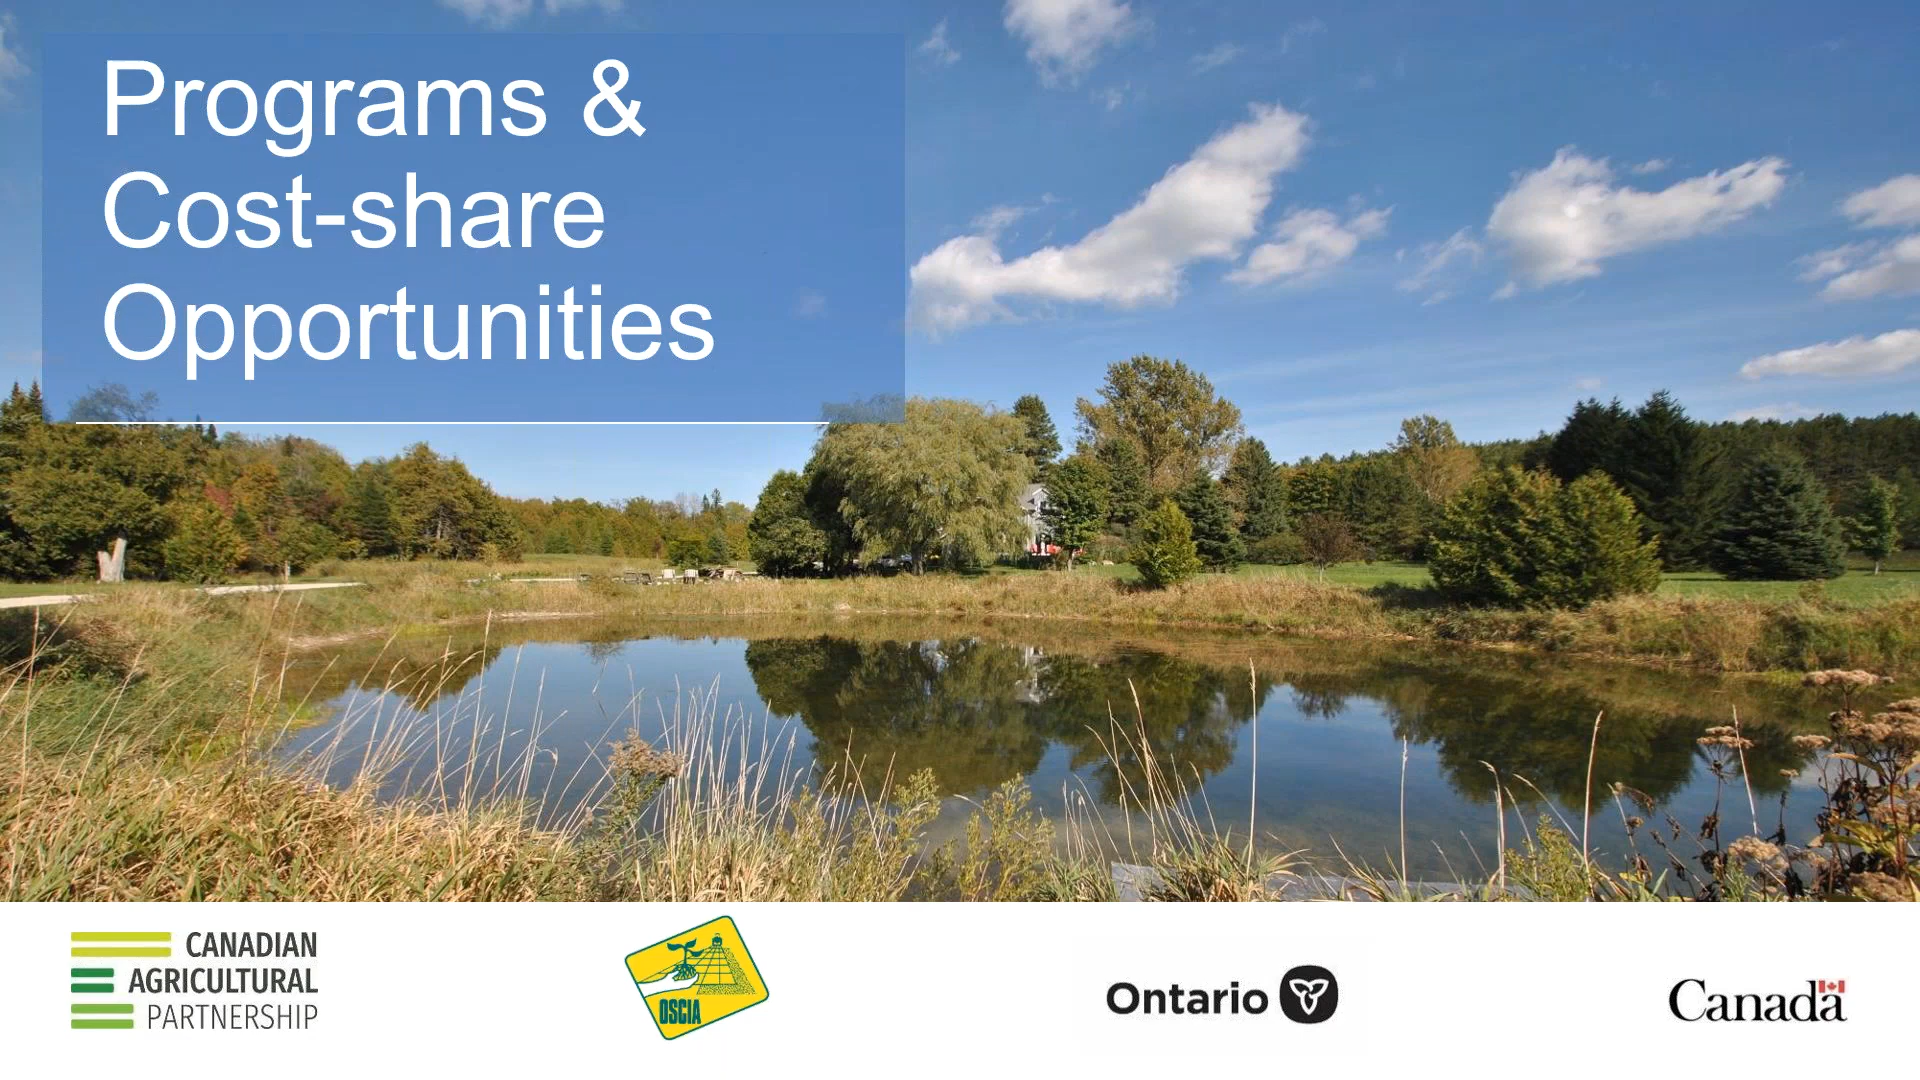 Programs &
Cost-share
Opportunities
CANADIAN
AGRICULTURAL
PARTNERSHIP
OSCIA
Ontario
Canada